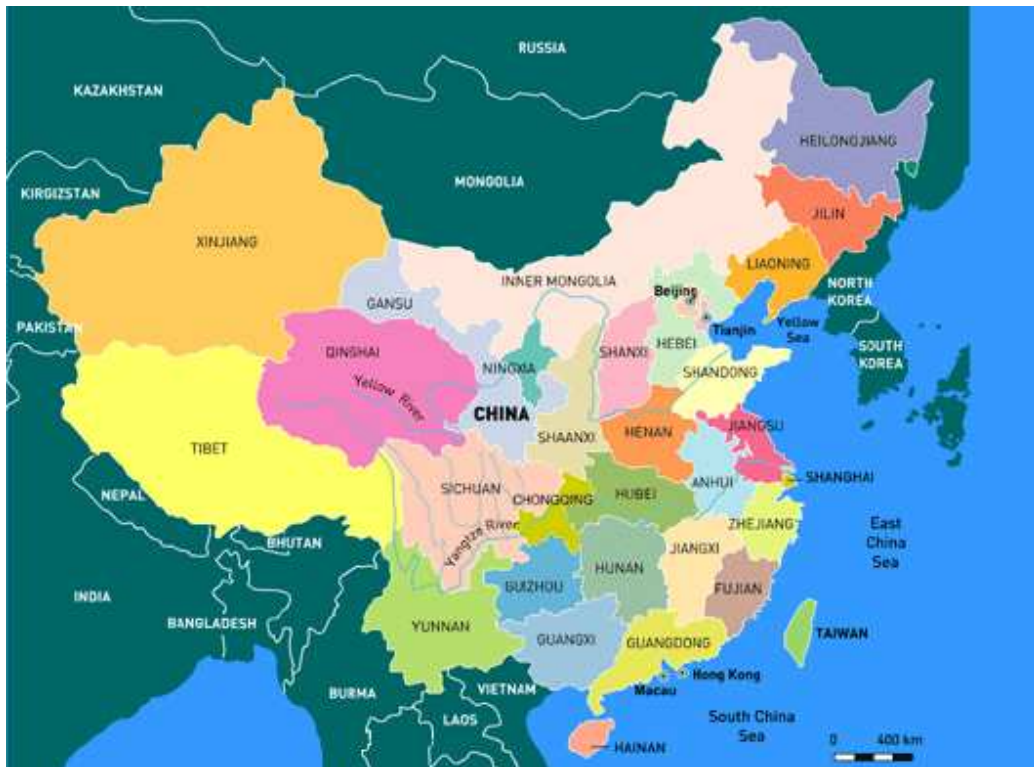 RUSSIA
KAZAKHSTAN
HEILONGJIANG
MONGOLIA
KIRGIZSTAN
JILIN
XINJIANG
LIAONING
INNER MONGOLIA
NORTH
KOREA
Beijing
GANSU
Tianjin
Yellow
Sea
PAKISTAN
HEBEI
SOUTH
KOREA
QINGHAI
SHANXI
NINGXIA
SHANDONG
Yellow River
CHINA
JIANGSU
SHAANXI
HENAN
TIBET
SHANGHAI
ANHUI
SICHUAN
NEPAL
CHONGQING
HUBEI
ZHEJIANG
East
China
Sea
Yangtze River
BHUTAN
JIANGXI
HUNAN
GUIZHOU
FUJIAN
INDIA
BANGLADESH
YUNNAN
GUANGXI
GUANGDONG
TAIWAN
Hong Kong
Macau
BURMA
VIETNAM
LAOS
South China
Sea
HAINAN
0 400 km